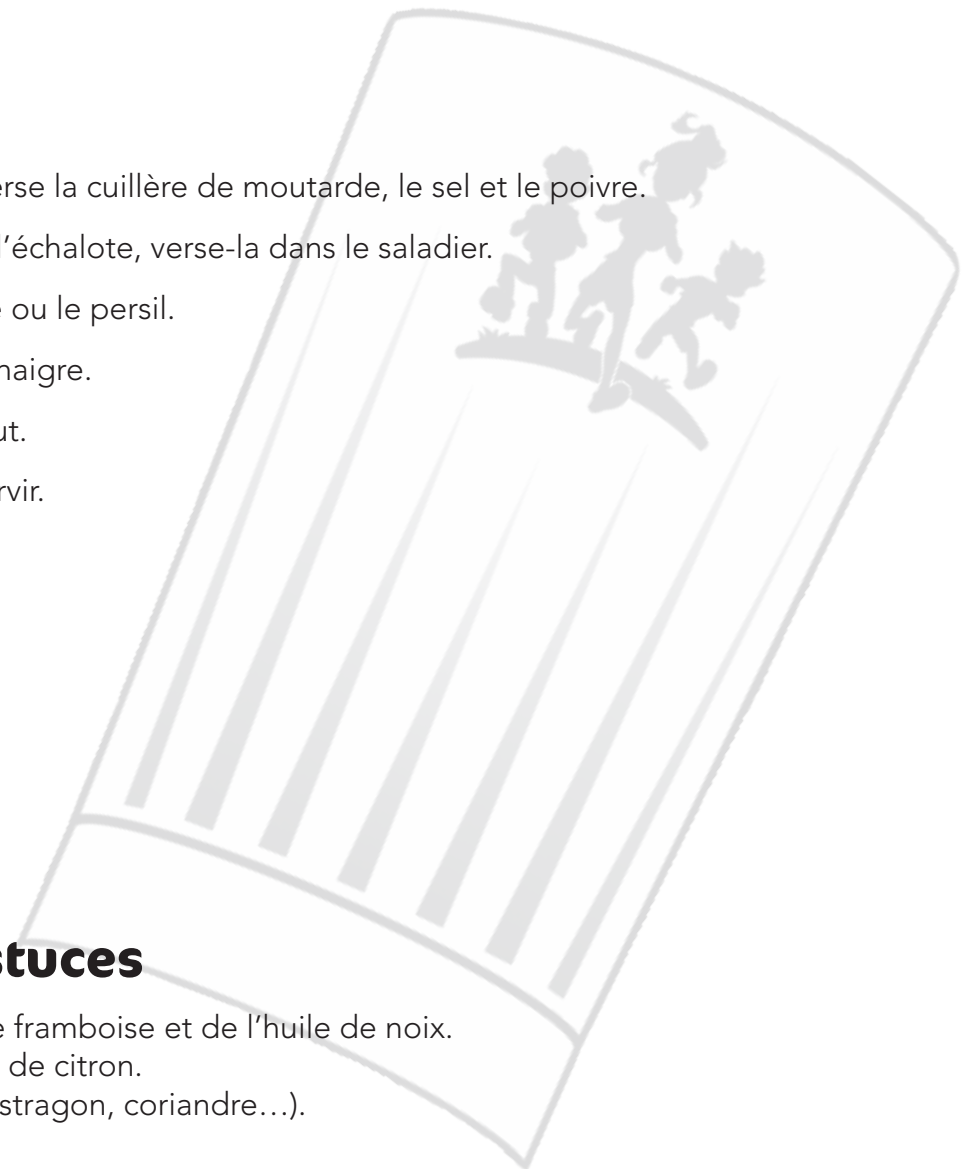 erse la cuillère de moutarde, le sel et le poivre.
l'échalote, verse-la dans le saladier.
ou le persil.
naigre.
ut.
rvir.
stuces
framboise et de l'huile de noix.
de citron.
stragon, coriandre…).